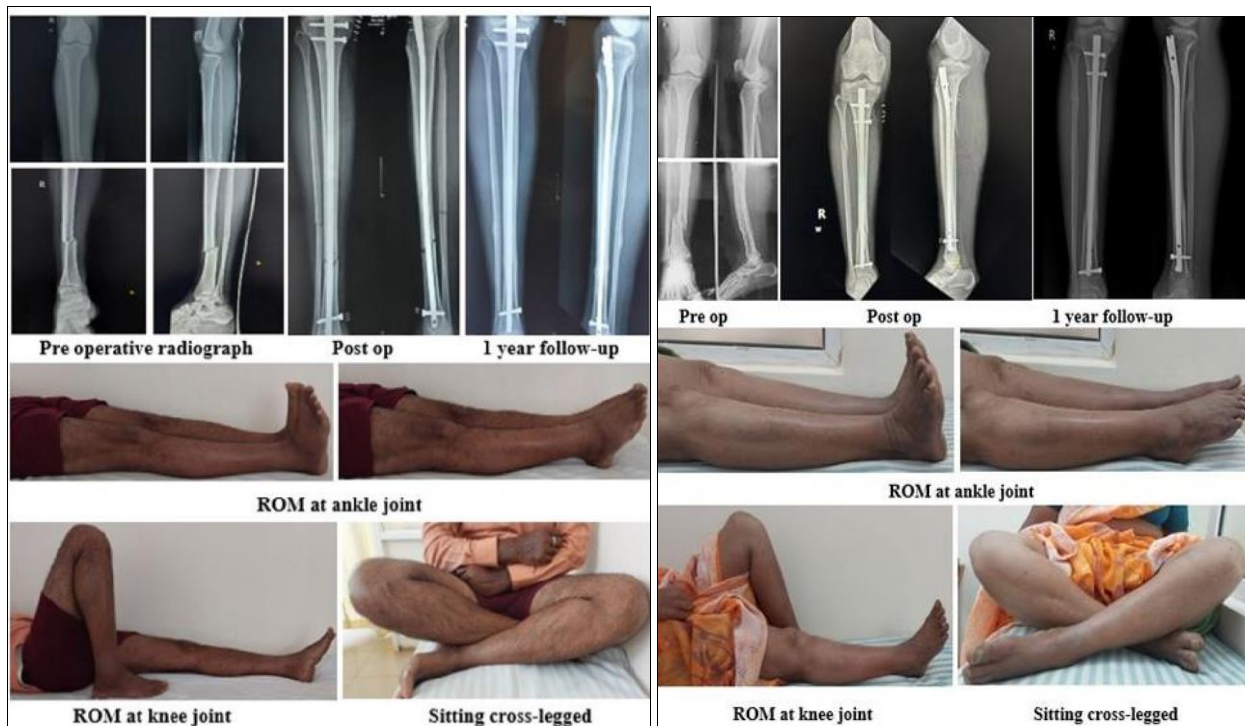 R
Pre operative radiograph
Post op
1 year follow-up
ROM at ankle joint
ROM at knee joint
Sitting cross-legged
R
w
R
Pre op
Post op
1 year follow-up
ROM at ankle joint
ROM at knee joint
Sitting cross-legged